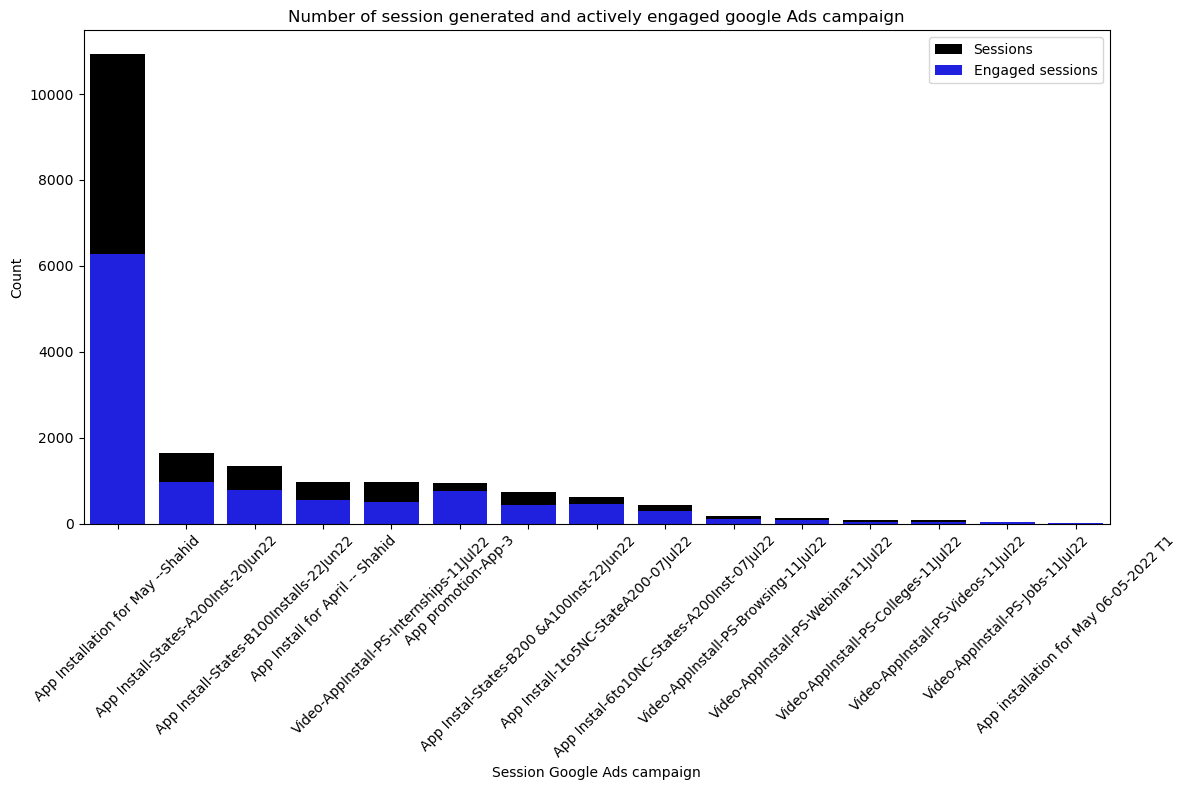 Number of session generated and actively engaged google Ads campaign
Sessions
Engaged sessions
Count
10000
8000
6000
4000
2000
0
App Installation for May --Shahid
App Install-States-A200Inst-20Jun22
App Install-States-B100Installs-22Jun22
App Install for April -- Shahid
Video-AppInstall-PS-Internships-11Jul22
App promotion-App-3
App Instal-States-B200 &A100Inst-22Jun22
App Install-1to5NC-StateA200-07Jul22
App Instal-6to10NC-States-A200Inst-07Jul22
Video-AppInstall-PS-Browsing-11Jul22
Video-AppInstall-PS-Webinar-11Jul22
Video-AppInstall-PS-Colleges-11Jul22
Video-AppInstall-PS-Videos-11Jul22
Video-AppInstall-PS-Jobs-11Jul22
App installation for May 06-05-2022 T1
Session Google Ads campaign